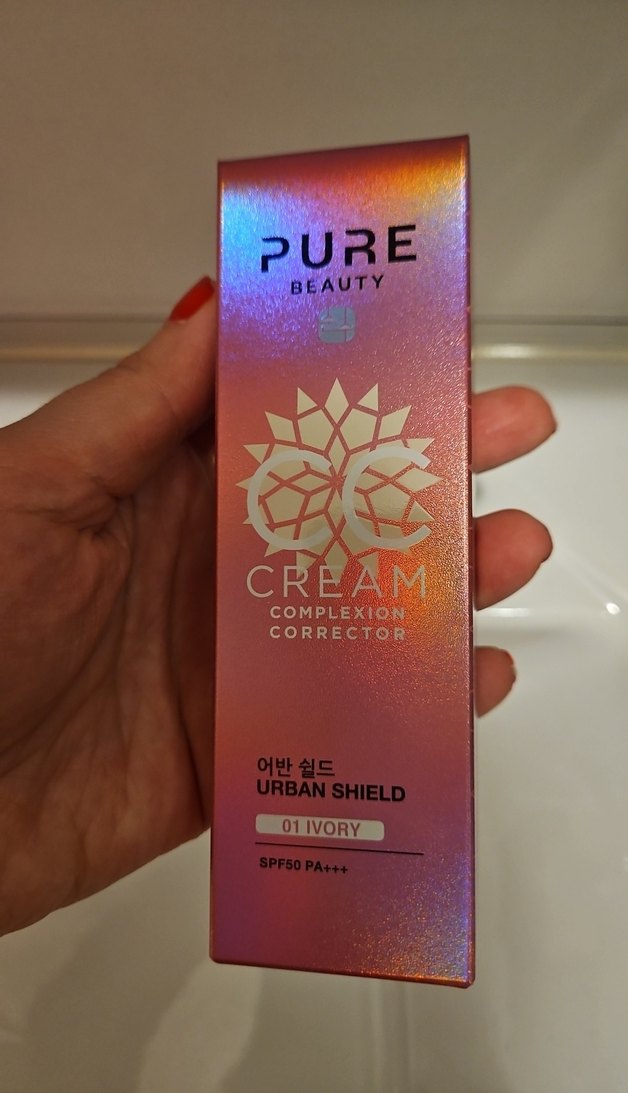 PURE
BEAUTY
CC
CREAM
COMPLEXION
CORRECTOR
어반 쉴드
URBAN SHIELD
01 IVORY
SPF50 PA+++